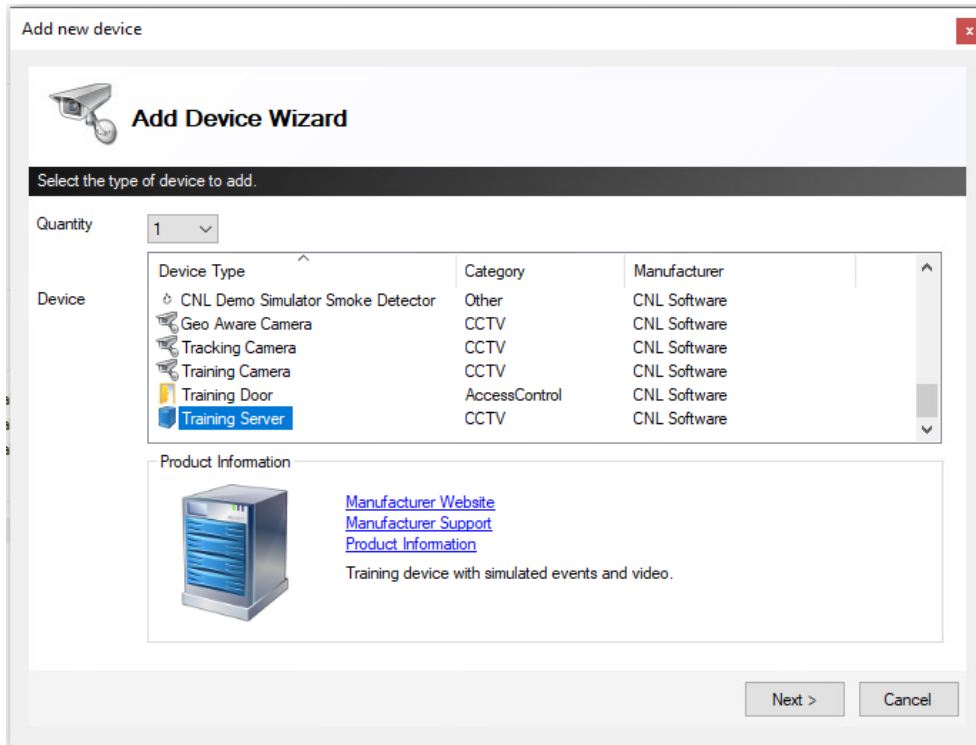 Add new device
x
Add Device Wizard
Select the type of device to add.
Quantity 1
Device Type Category Manufacturer
Device
CNL Demo Simulator Smoke Detector Other CNL Software
Geo Aware Camera CCTV CNL Software
Tracking Camera CCTV CNL Software
Training Camera CCTV CNL Software
Training Door AccessControl CNL Software
Training Server CCTV CNL Software
Product Information
Manufacturer Website
Manufacturer Support
Product Information
Training device with simulated events and video.
Next > Cancel